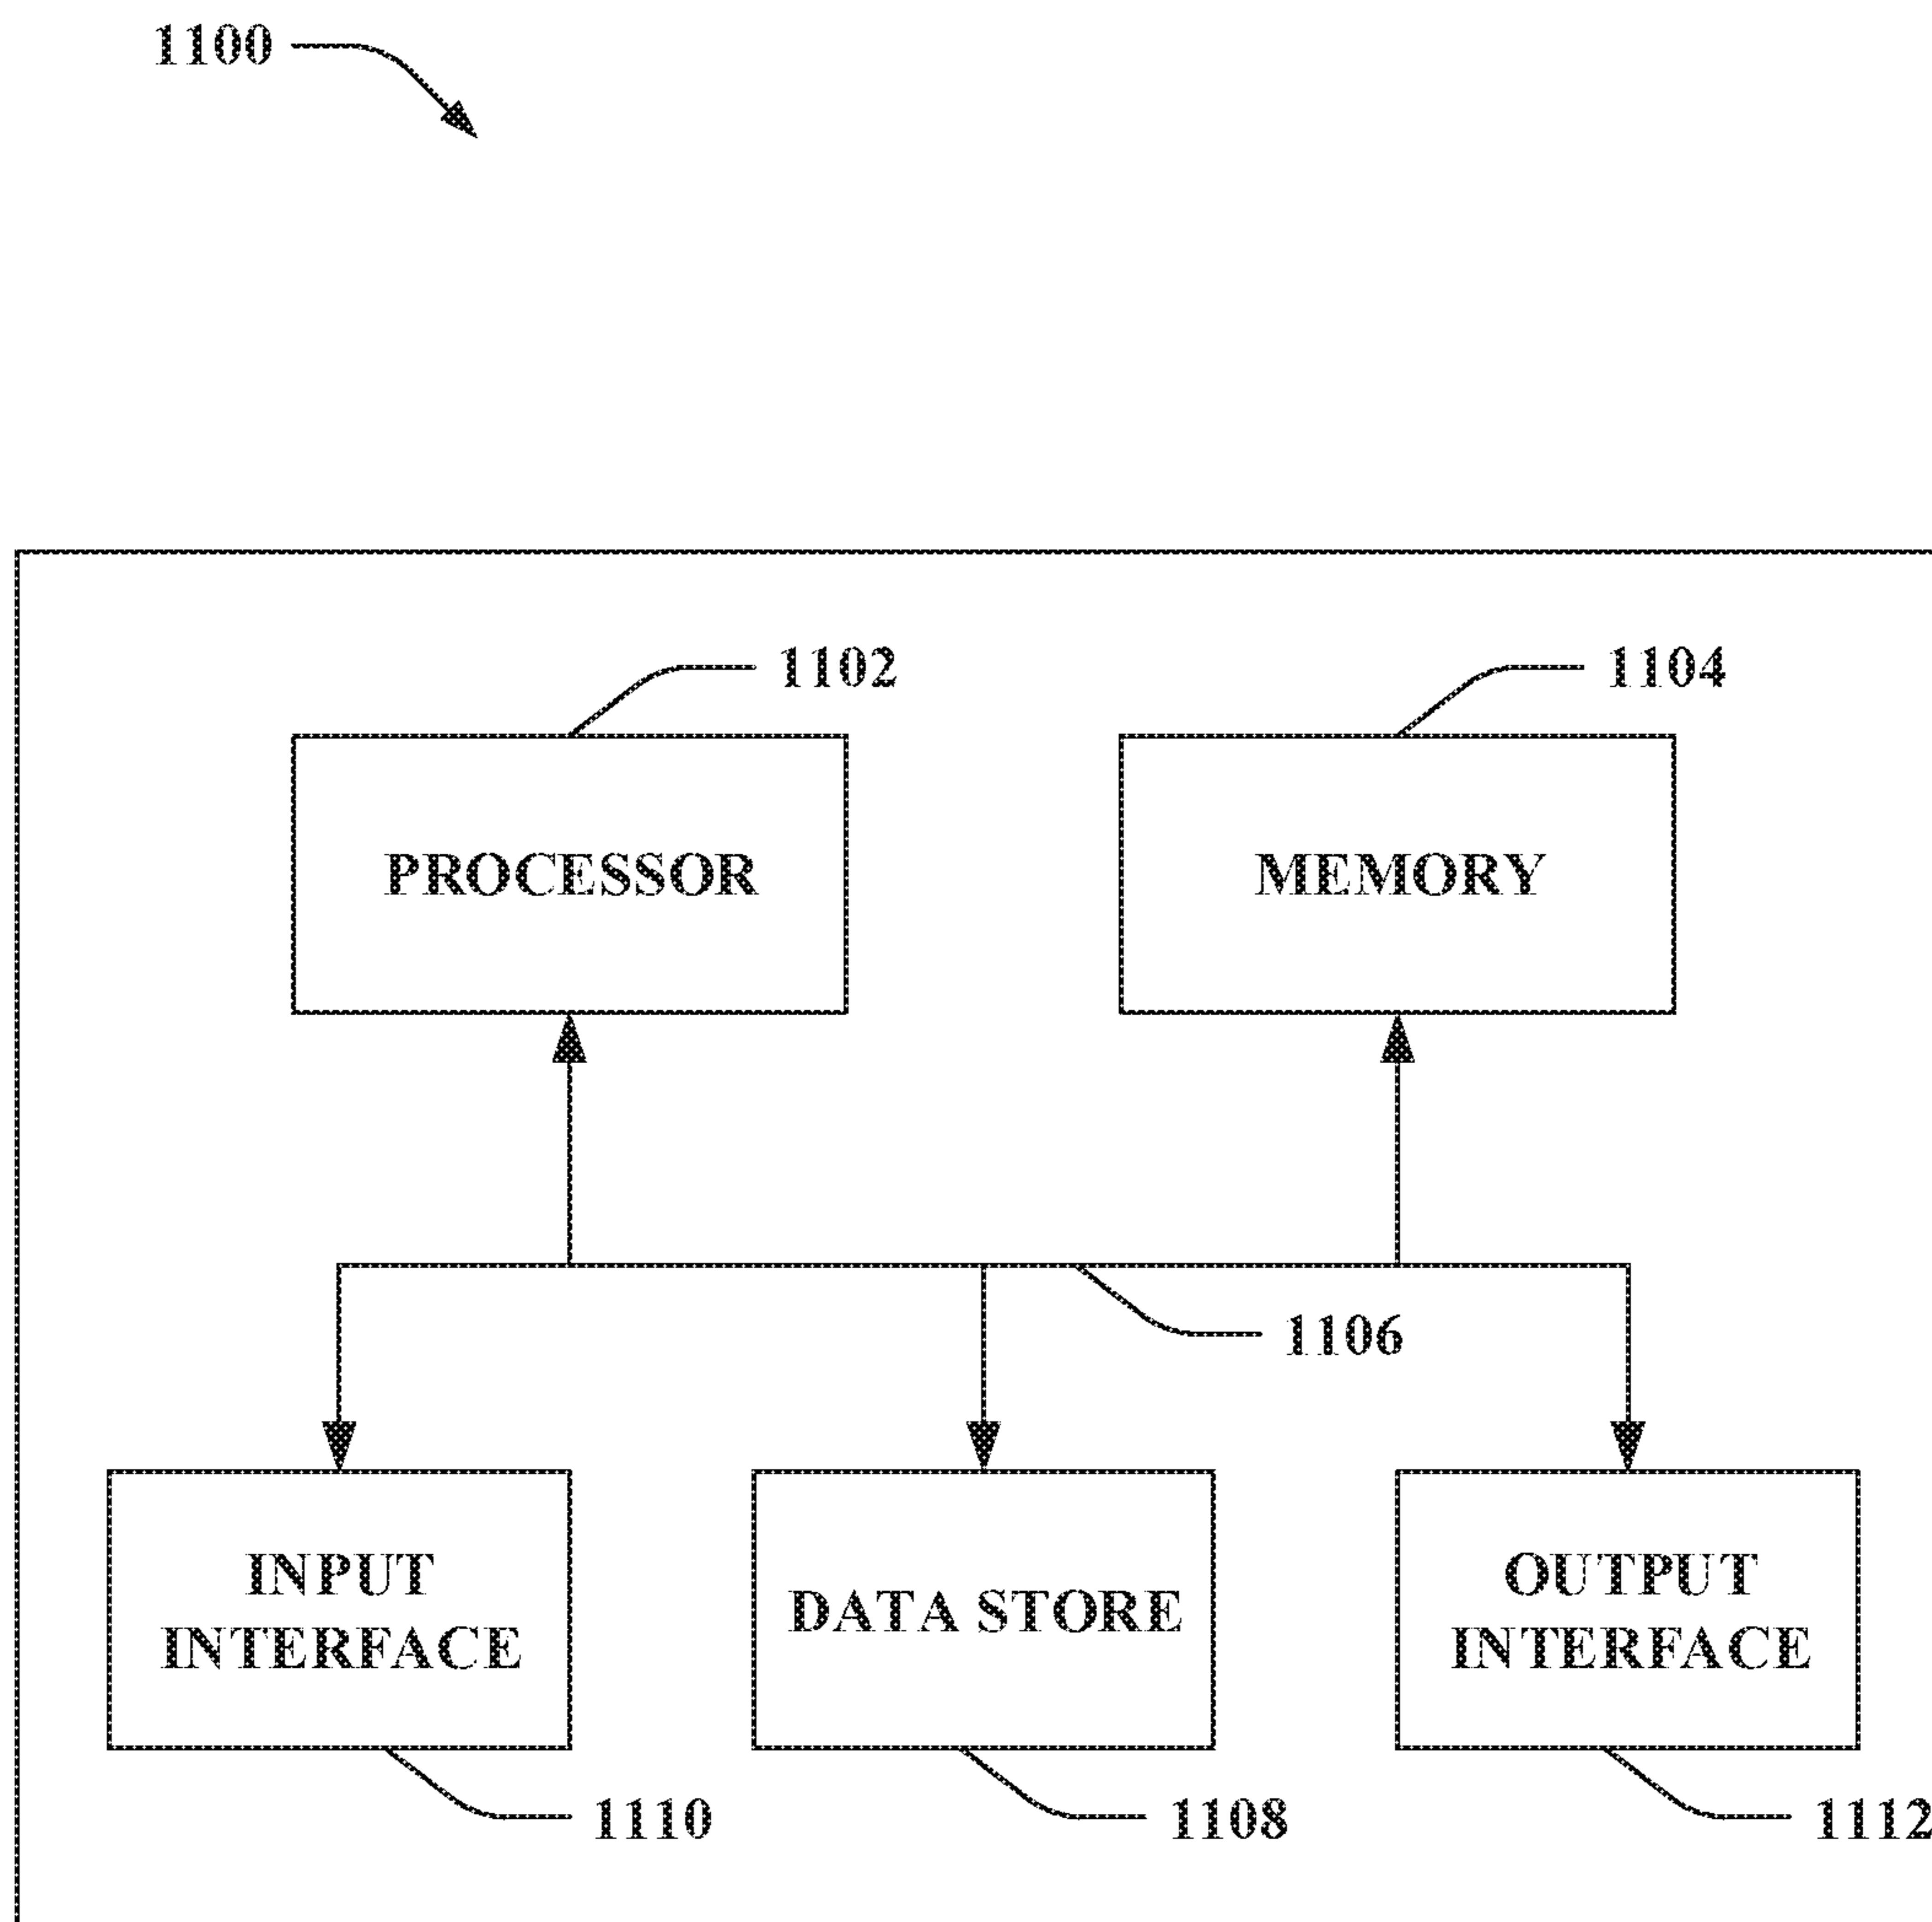 1100
1102
1104
PROCESSOR
MEMORY
1106
INPUT
INTERFACE
DATA STORE
OUTPUT
INTERFACE
1110
1108
1112